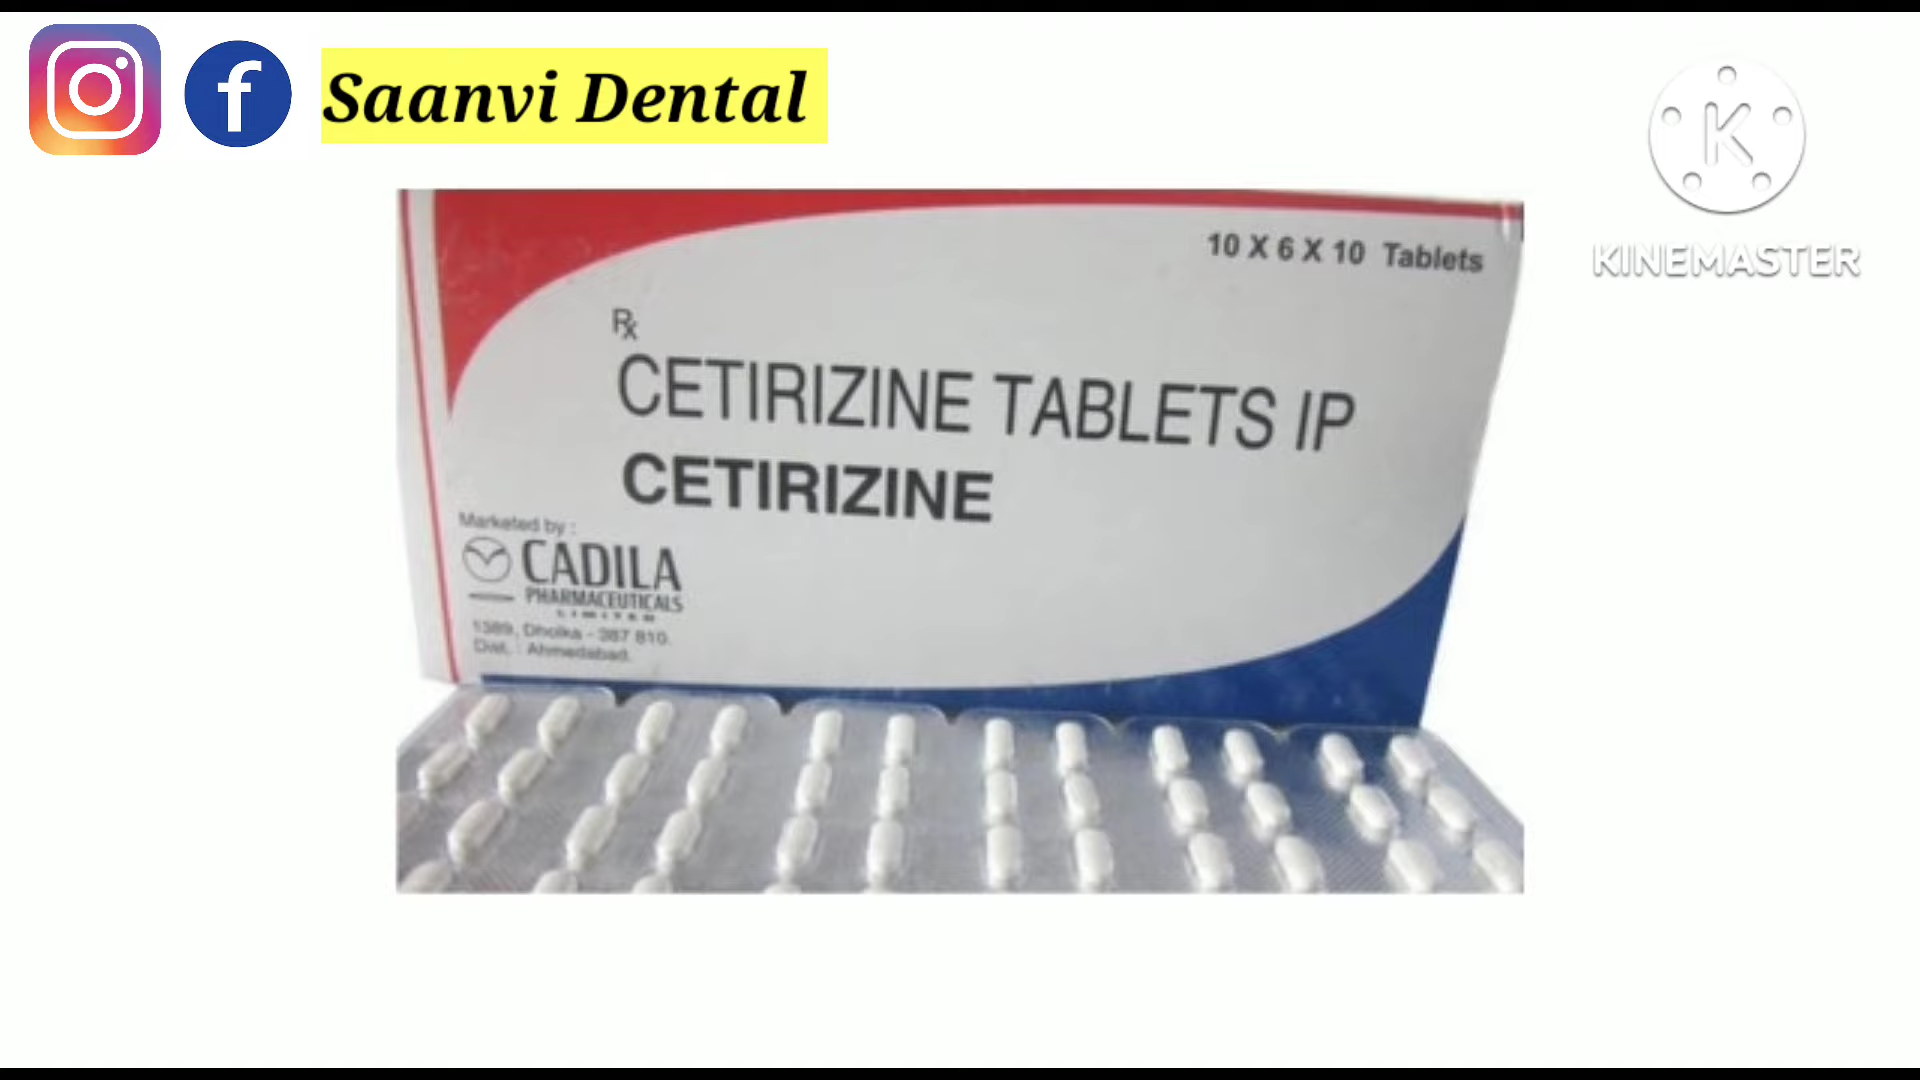 Saanvi Dental
KINEMASTER
10 X 6 X 10 Tablets
Rx
CETIRIZINE TABLETS IP
CETIRIZINE
Marketed by :
CADILA
PHARMACEUTICALS
LIMITED
1389, Dholka - 387 810.
Dist. : Ahmedabad.